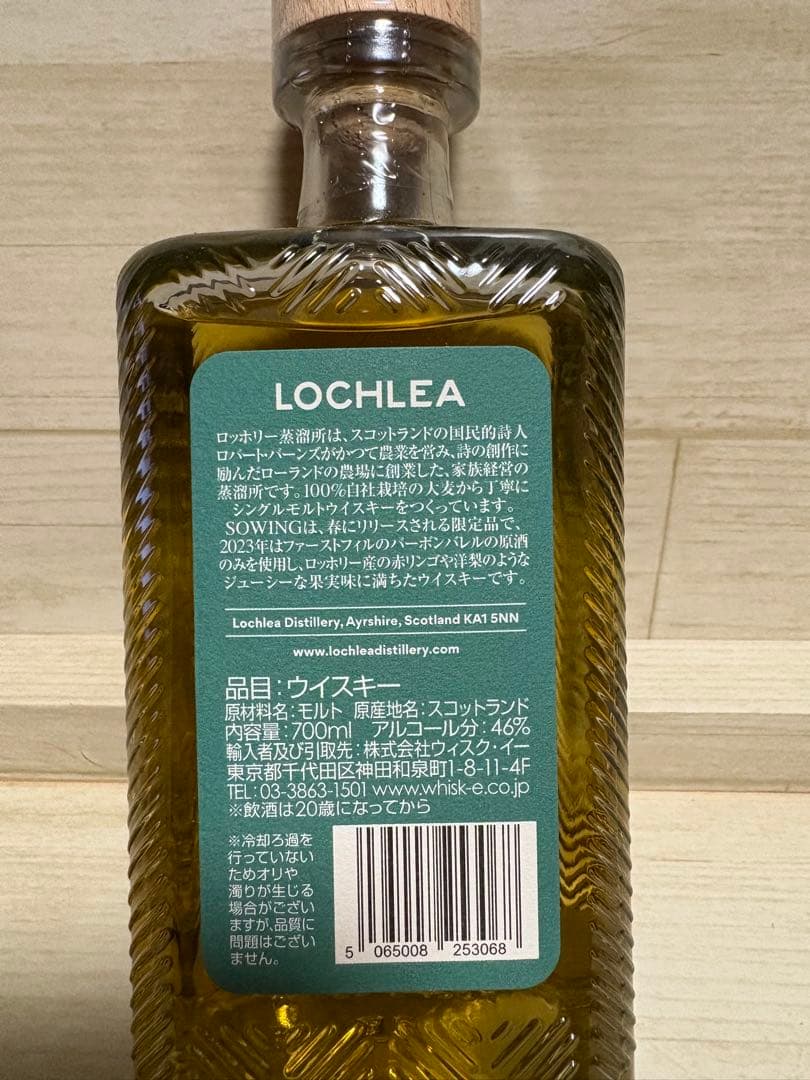 LOCHLEA
ロッホリー蒸溜所は、スコットランドの国民的詩人
ロバート・バーンズがかつて農業を営み、詩の創作に
励んだローランドの農場に創業した、家族経営の
蒸溜所です。100%自社栽培の大麦から丁寧に
シングルモルトウイスキーをつくっています。
SOWINGは、春にリリースされる限定品で、
2023年はファーストフィルのバーボンバレルの原酒
のみを使用し、ロッホリー産の赤リンゴや洋梨のような
ジューシーな果実味に満ちたウイスキーです。
Lochlea Distillery, Ayrshire, Scotland KA1 5NN
www.lochleadistillery.com
品目：ウイスキー
原材料名：モルト 原産地名：スコットランド
内容量：700ml アルコール分：46%
輸入者及び引取先：株式会社ウィスク・イー
東京都千代田区神田和泉町1-8-11-4F
TEL：03-3863-1501 www.whisk-e.co.jp
※飲酒は20歳になってから
※冷却ろ過を
行っていない
ためオリや
濁りが生じる
場合がござい
ますが、品質に
問題はござい
ません。
5 065008 253068